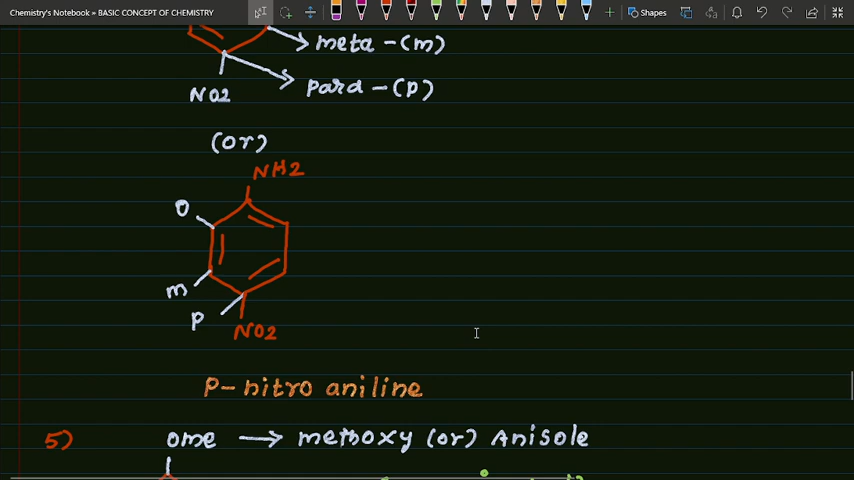 Chemistry's Notebook » BASIC CONCEPT OF CHEMISTRY
Shapes
meta - (m)
para - (p)
NO2
(or)
NH2
O
m
P
NO2
P- nitro aniline
5) OMe → methoxy (or) Anisole